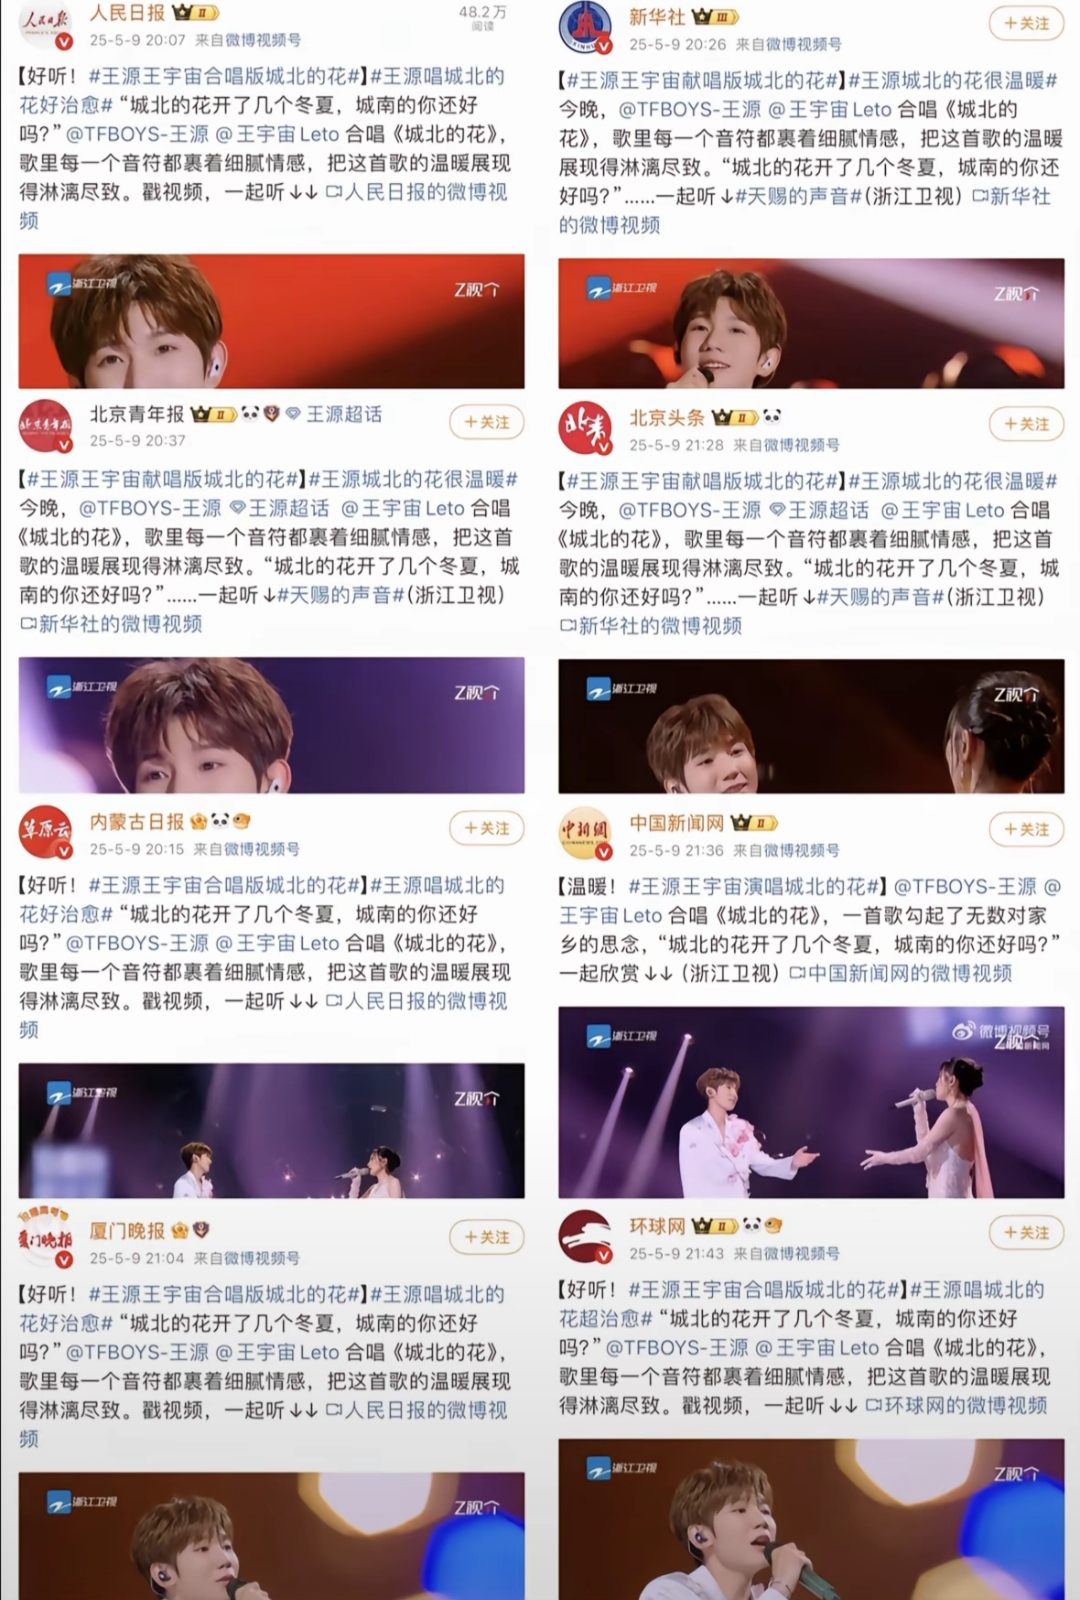 人民日报 II
48.2万
阅读
25-5-9 20:07 来自微博视频号
【好听！#王源王宇宙合唱版城北的花#】#王源唱城北的
花好治愈# “城北的花开了几个冬夏，城南的你还好
吗？”@TFBOYS-王源 @王宇宙Leto 合唱《城北的花》，
歌里每一个音符都裹着细腻情感，把这首歌的温暖展现
得淋漓尽致。戳视频，一起听↓↓ 人民日报的微博视
频
浙江卫视
Z视介
北京青年报 II 王源超话
+关注
25-5-9 20:37
【#王源王宇宙献唱版城北的花#】#王源城北的花很温暖#
今晚，@TFBOYS-王源 王源超话 @王宇宙Leto 合唱
《城北的花》，歌里每一个音符都裹着细腻情感，把这首
歌的温暖展现得淋漓尽致。“城北的花开了几个冬夏，城
南的你还好吗？”……一起听↓#天赐的声音#（浙江卫视）
新华社的微博视频
浙江卫视
Z视介
草原云
内蒙古日报
+关注
25-5-9 20:15 来自微博视频号
【好听！#王源王宇宙合唱版城北的花#】#王源唱城北的
花好治愈# “城北的花开了几个冬夏，城南的你还好
吗？”@TFBOYS-王源 @王宇宙Leto 合唱《城北的花》，
歌里每一个音符都裹着细腻情感，把这首歌的温暖展现
得淋漓尽致。戳视频，一起听↓↓ 人民日报的微博视
频
浙江卫视
Z视介
厦门晚报
厦门晚报
+关注
25-5-9 21:04 来自微博视频号
【好听！#王源王宇宙合唱版城北的花#】#王源唱城北的
花好治愈# “城北的花开了几个冬夏，城南的你还好
吗？”@TFBOYS-王源 @王宇宙Leto 合唱《城北的花》，
歌里每一个音符都裹着细腻情感，把这首歌的温暖展现
得淋漓尽致。戳视频，一起听↓↓ 人民日报的微博视
频
浙江卫视
Z视介
新华社 III
+关注
25-5-9 20:26 来自微博视频号
【#王源王宇宙献唱版城北的花#】#王源城北的花很温暖#
今晚，@TFBOYS-王源 @王宇宙Leto 合唱《城北的
花》，歌里每一个音符都裹着细腻情感，把这首歌的温暖
展现得淋漓尽致。“城北的花开了几个冬夏，城南的你还
好吗？”……一起听↓#天赐的声音#（浙江卫视） 新华社
的微博视频
浙江卫视
Z视介
北青
北京头条 II
+关注
25-5-9 21:28 来自微博视频号
【#王源王宇宙献唱版城北的花#】#王源城北的花很温暖#
今晚，@TFBOYS-王源 王源超话 @王宇宙Leto 合唱
《城北的花》，歌里每一个音符都裹着细腻情感，把这首
歌的温暖展现得淋漓尽致。“城北的花开了几个冬夏，城
南的你还好吗？”……一起听↓#天赐的声音#（浙江卫视）
新华社的微博视频
浙江卫视
Z视介
中新网
中国新闻网 II
+关注
25-5-9 21:36 来自微博视频号
【温暖！#王源王宇宙演唱城北的花#】@TFBOYS-王源 @
王宇宙Leto 合唱《城北的花》，一首歌勾起了无数对家
乡的思念，“城北的花开了几个冬夏，城南的你还好吗？”
一起欣赏↓↓（浙江卫视） 中国新闻网的微博视频
浙江卫视
微博视频号
Z视介
环球网 II
+关注
25-5-9 21:43 来自微博视频号
【好听！#王源王宇宙合唱版城北的花#】#王源唱城北的
花超治愈# “城北的花开了几个冬夏，城南的你还好
吗？”@TFBOYS-王源 @王宇宙Leto 合唱《城北的花》，
歌里每一个音符都裹着细腻情感，把这首歌的温暖展现
得淋漓尽致。戳视频，一起听↓↓ 环球网的微博视频
浙江卫视
Z视介